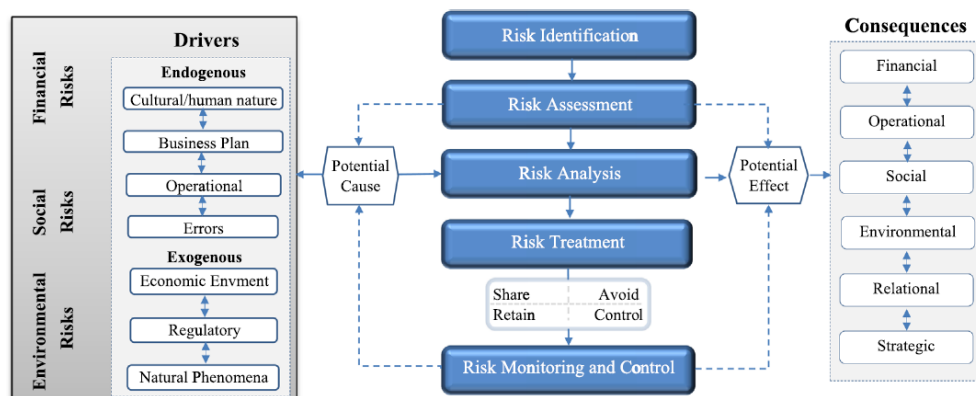 Financial
Risks
Social
Risks
Environmental
Risks
Drivers
Endogenous
Cultural/human nature
Business Plan
Operational
Errors
Exogenous
Economic Envment
Regulatory
Natural Phenomena
Potential
Cause
Risk Identification
Risk Assessment
Risk Analysis
Risk Treatment
Share Avoid
Retain Control
Risk Monitoring and Control
Potential
Effect
Consequences
Financial
Operational
Social
Environmental
Relational
Strategic